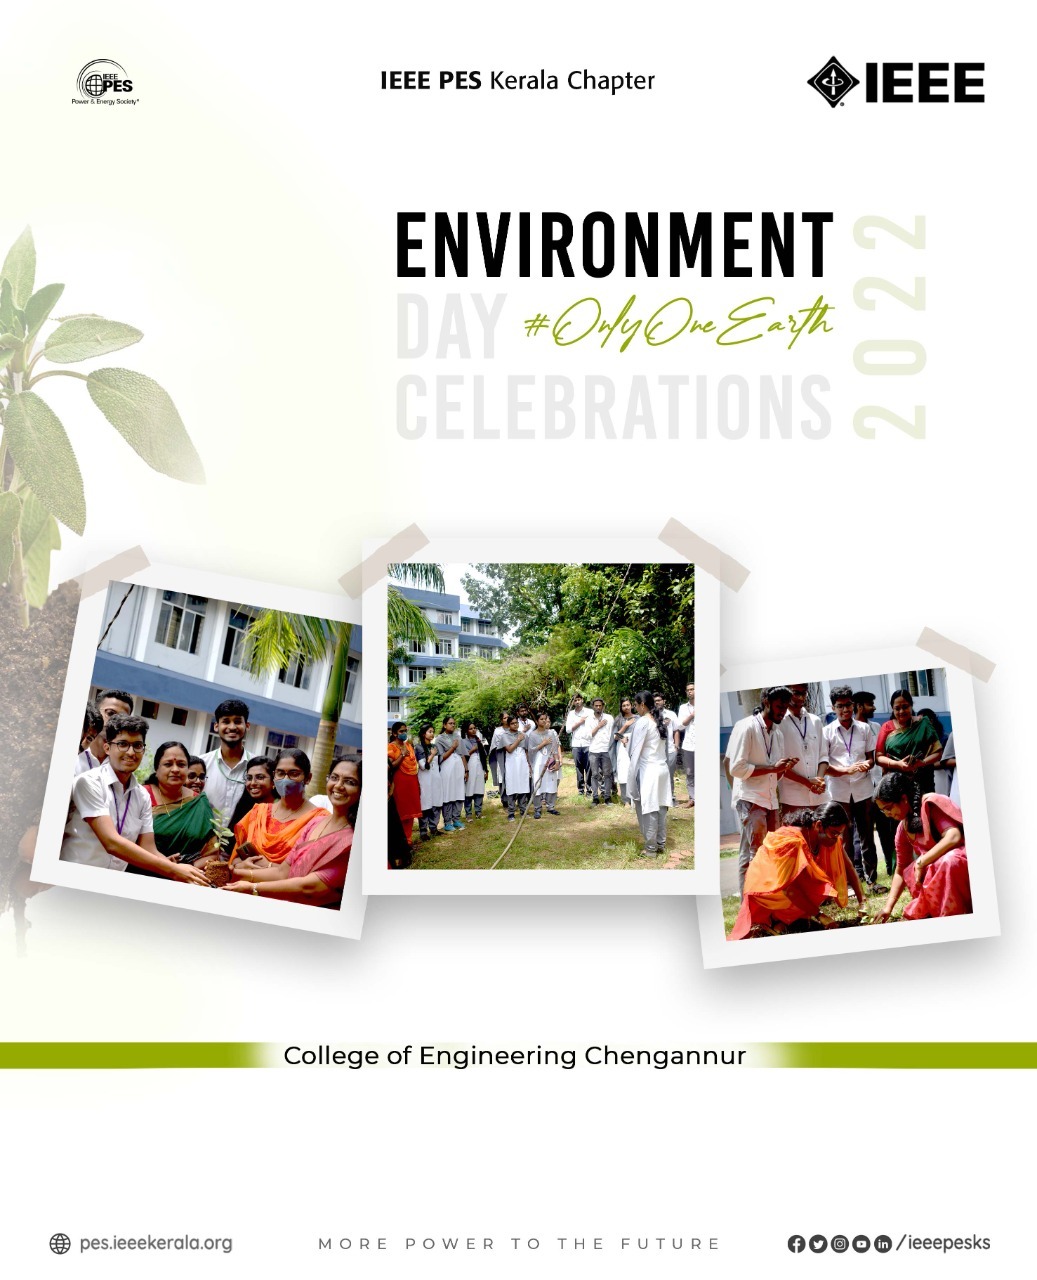 IEEE
PES
Power & Energy Society®
IEEE PES Kerala Chapter
IEEE
ENVIRONMENT
DAY #OnlyOneEarth
CELEBRATIONS
2022
College of Engineering Chengannur
pes.ieeekerala.org
MORE POWER TO THE FUTURE
/ieeepesks